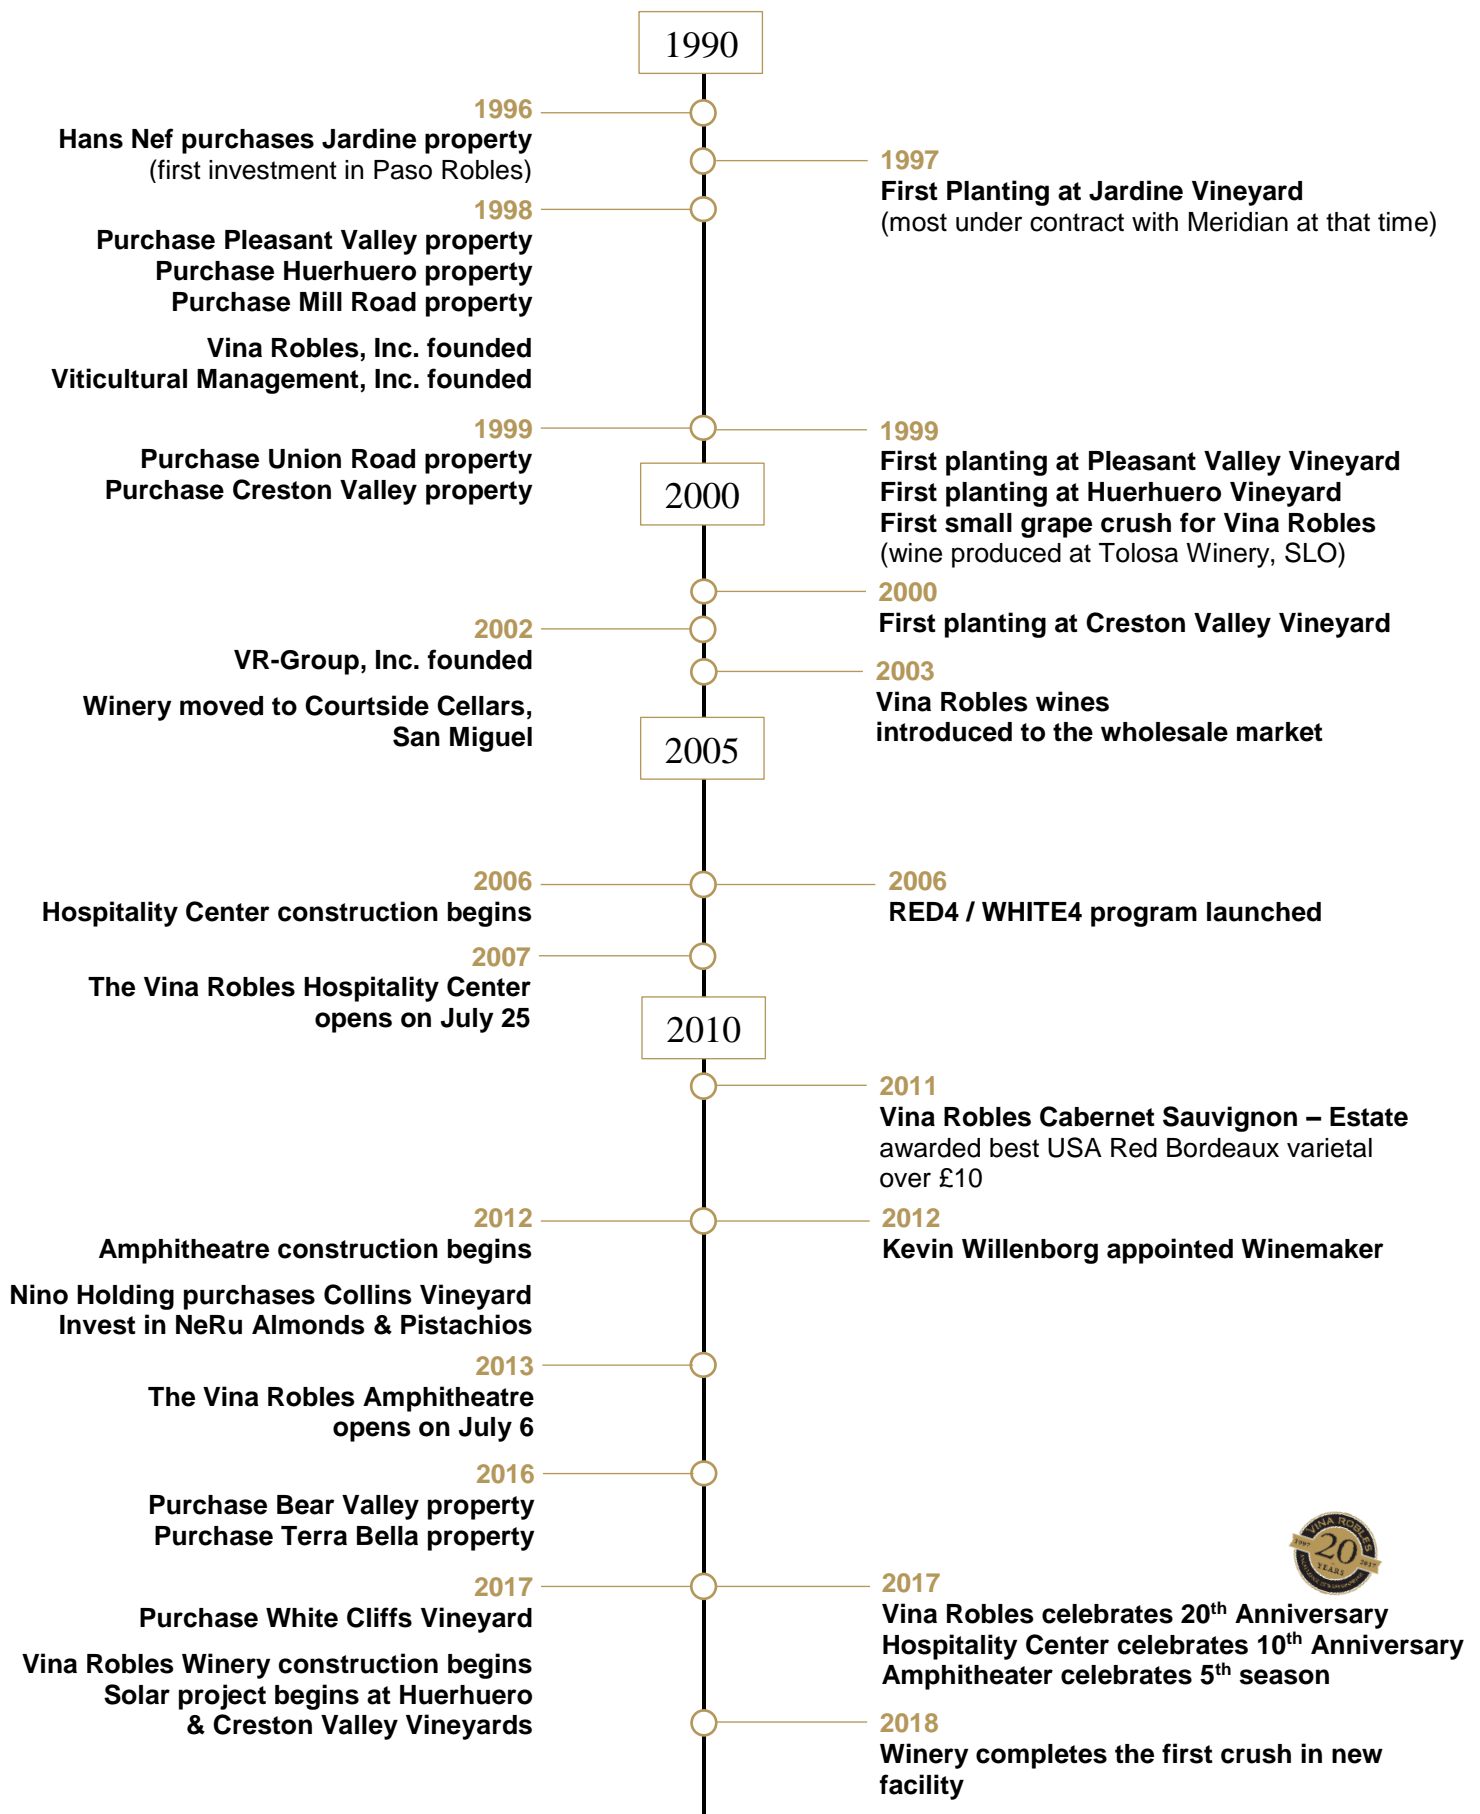 1990
1996
Hans Nef purchases Jardine property
(first investment in Paso Robles)
1997
First Planting at Jardine Vineyard
(most under contract with Meridian at that time)
1998
Purchase Pleasant Valley property
Purchase Huerhuero property
Purchase Mill Road property
Vina Robles, Inc. founded
Viticultural Management, Inc. founded
1999
Purchase Union Road property
Purchase Creston Valley property
1999
First planting at Pleasant Valley Vineyard
First planting at Huerhuero Vineyard
First small grape crush for Vina Robles
(wine produced at Tolosa Winery, SLO)
2000
2000
First planting at Creston Valley Vineyard
2002
VR-Group, Inc. founded
Winery moved to Courtside Cellars,
San Miguel
2003
Vina Robles wines
introduced to the wholesale market
2005
2006
Hospitality Center construction begins
2006
RED4 / WHITE4 program launched
2007
The Vina Robles Hospitality Center
opens on July 25
2010
2011
Vina Robles Cabernet Sauvignon – Estate
awarded best USA Red Bordeaux varietal
over £10
2012
Amphitheatre construction begins
Nino Holding purchases Collins Vineyard
Invest in NeRu Almonds & Pistachios
2012
Kevin Willenborg appointed Winemaker
2013
The Vina Robles Amphitheatre
opens on July 6
2016
Purchase Bear Valley property
Purchase Terra Bella property
VINA ROBLES
1997
20
2017
YEARS
2017
Purchase White Cliffs Vineyard
Vina Robles Winery construction begins
Solar project begins at Huerhuero
& Creston Valley Vineyards
2017
Vina Robles celebrates 20th Anniversary
Hospitality Center celebrates 10th Anniversary
Amphitheater celebrates 5th season
2018
Winery completes the first crush in new
facility